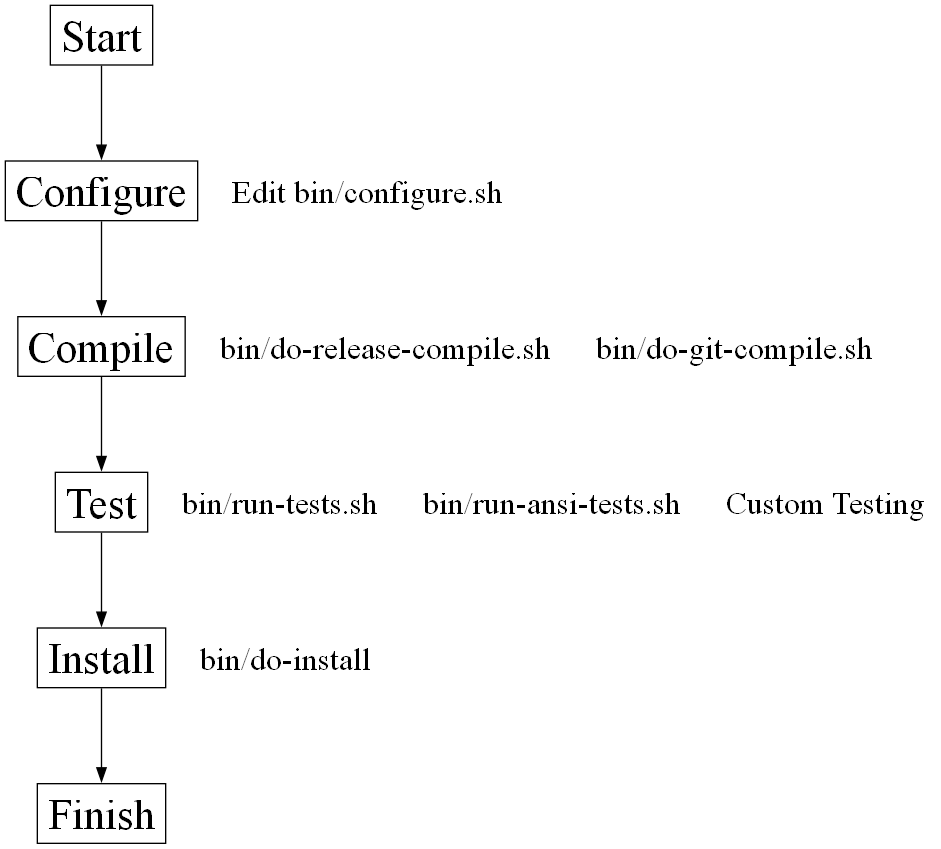 Start
Configure Edit bin/configure.sh
Compile bin/do-release-compile.sh bin/do-git-compile.sh
Test bin/run-tests.sh bin/run-ansi-tests.sh Custom Testing
Install bin/do-install
Finish